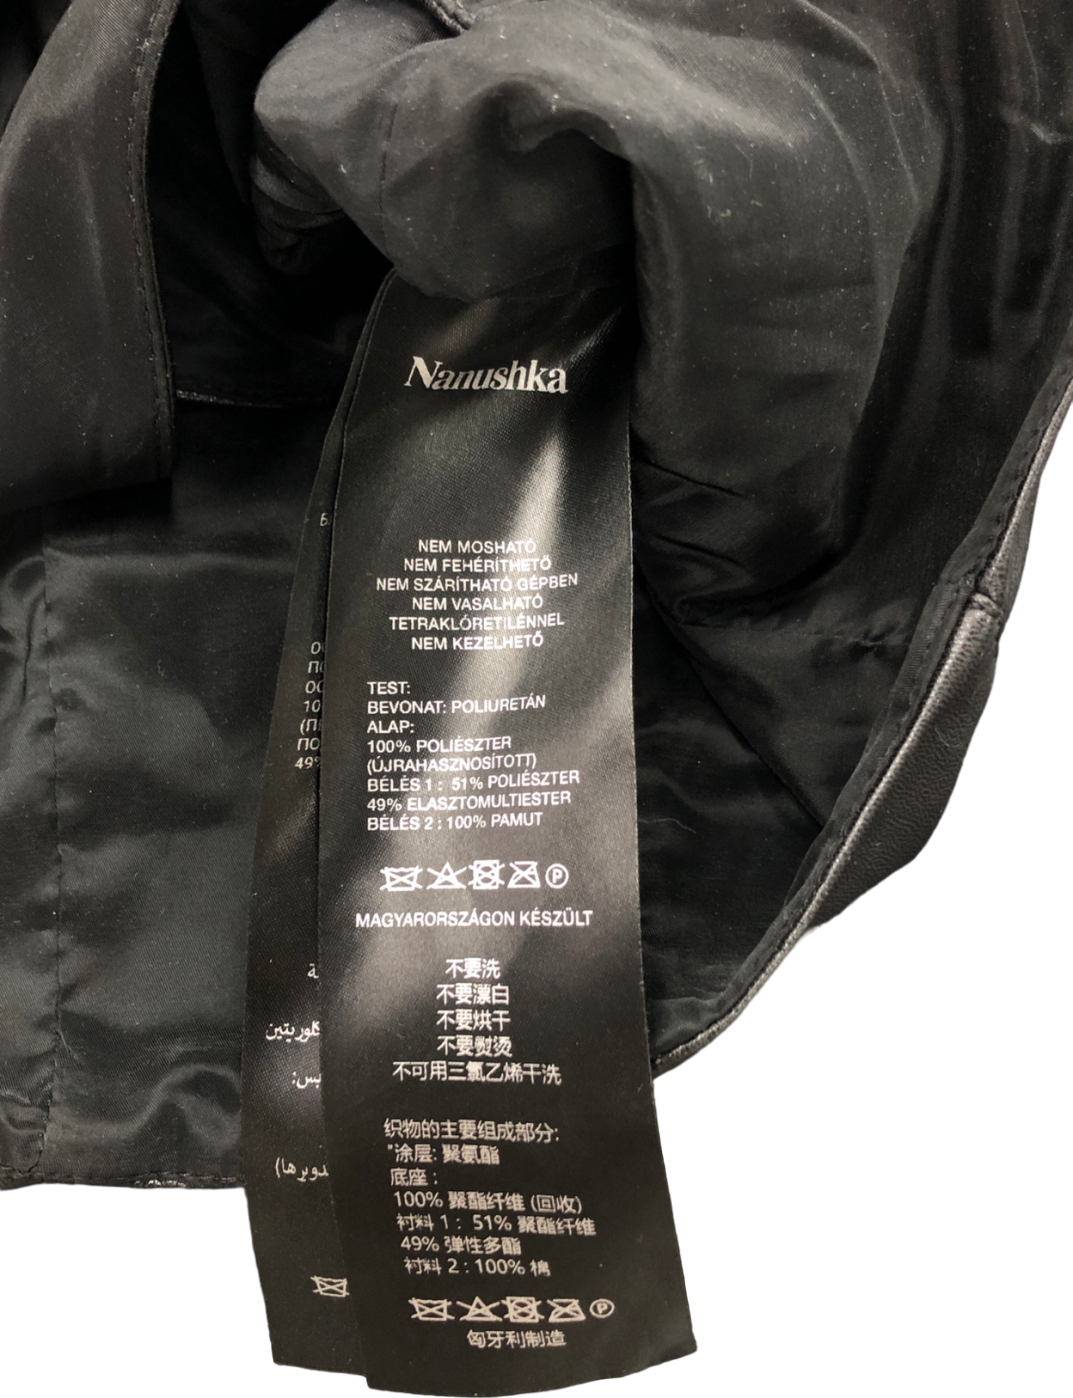 Nanushka
NEM MOSHATÓ
NEM FEHÉRÍTHETŐ
NEM SZÁRÍTHATÓ GÉPBEN
NEM VASALHATÓ
TETRAKLÓRETILÉNNEL
NEM KEZELHETŐ
TEST:
BEVONAT: POLIURETÁN
ALAP:
100% POLIÉSZTER
(ÚJRAHASZNOSÍTOTT)
BÉLÉS 1 : 51% POLIÉSZTER
49% ELASZTOMULTIESTER
BÉLÉS 2 : 100% PAMUT
P
MAGYARORSZÁGON KÉSZÜLT
不要洗
不要漂白
不要烘干
不要熨烫
不可用三氯乙烯干洗
织物的主要组成部分:
"涂层: 聚氨酯
底座 :
100% 聚酯纤维 (回收)
衬料 1 : 51% 聚酯纤维
49% 弹性多酯
衬料 2 : 100% 棉
P
匈牙利制造